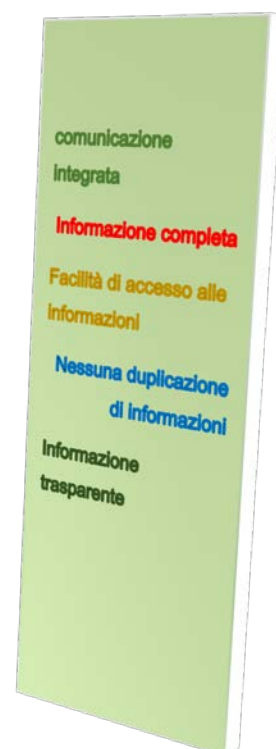 comunicazione
integrata
Informazione completa
Facilità di accesso alle
informazioni
Nessuna duplicazione
di informazioni
Informazione
trasparente